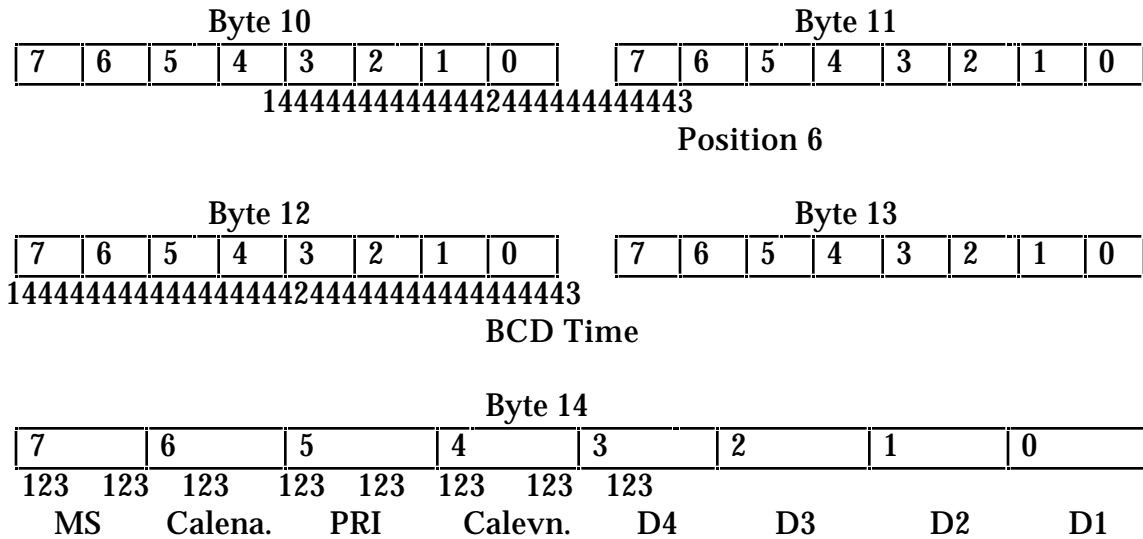 Byte 10 Byte 11
7 6 5 4 3 2 1 0 7 6 5 4 3 2 1 0
1444444444444424444444444443
Position 6
Byte 12 Byte 13
7 6 5 4 3 2 1 0 7 6 5 4 3 2 1 0
1444444444444444442444444444444444443
BCD Time
Byte 14
7 6 5 4 3 2 1 0
123 123 123 123 123 123 123 123
MS Calena. PRI Calevn. D4 D3 D2 D1